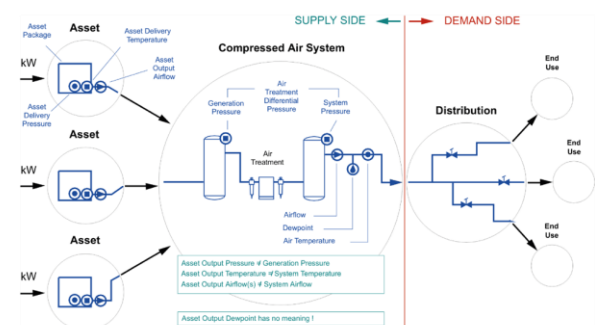 SUPPLY SIDE
DEMAND SIDE
Asset
Package
Asset
Asset Delivery
Temperature
kW
Asset
Output
Airflow
Asset
Delivery
Pressure
Compressed Air System
Generation
Pressure
Air
Treatment
Differential
Pressure
System
Pressure
Air
Treatment
Airflow
Dewpoint
Air Temperature
Asset
kW
Asset
kW
Asset Output Pressure ≠ Generation Pressure
Asset Output Temperature ≠ System Temperature
Asset Output Airflow(s) ≠ System Airflow
Asset Output Dewpoint has no meaning !
Distribution
End
Use
End
Use
End
Use